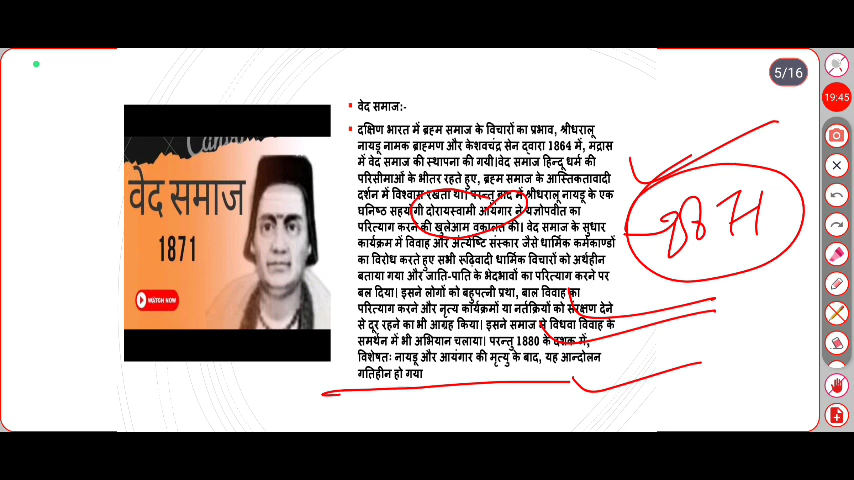 5/16
19:45
वेद समाज
1871
WATCH NOW
वेद समाज:-
दक्षिण भारत में ब्रह्म समाज के विचारों का प्रभाव, श्रीधरालू
नायडू नामक ब्राहमण और केशवचंद्र सेन द्वारा 1864 में, मद्रास
में वेद समाज की स्थापना की गयी।वेद समाज हिन्दू धर्म की
परिसीमाओं के भीतर रहते हुए, ब्रह्म समाज के आस्तिकतावादी
दर्शन में विश्वास रखता था। परन्तु बाद में श्रीधरालू नायडू के एक
घनिष्ठ सहयोगी दोरायस्वामी आयंगार ने यज्ञोपवीत का
परित्याग करने की खुलेआम वकालत की। वेद समाज के सुधार
कार्यक्रम में विवाह और अंत्येष्टि संस्कार जैसे धार्मिक कर्मकाण्डों
का विरोध करते हुए सभी रूढ़िवादी धार्मिक विचारों को अर्थहीन
बताया गया और जाति-पाति के भेदभावों का परित्याग करने पर
बल दिया। इसने लोगों को बहुपत्नी प्रथा, बाल विवाह का
परित्याग करने और नृत्य कार्यक्रमों या नर्तकियों को संरक्षण देने
से दूर रहने का भी आग्रह किया। इसने समाज में विधवा विवाह के
समर्थन में भी अभियान चलाया। परन्तु 1880 के दशक में,
विशेषतः नायडू और आयंगार की मृत्यु के बाद, यह आन्दोलन
गतिहीन हो गया